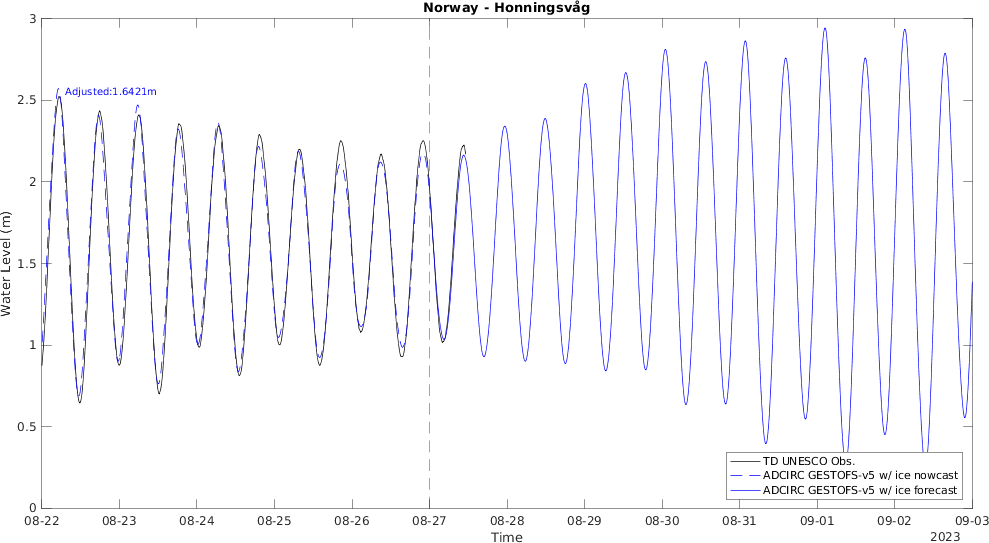 Norway - Honningsvåg
3
2.5
2
1.5
1
0.5
0
Water Level (m)
Adjusted:1.6421m
TD UNESCO Obs.
ADCIRC GESTOFS-v5 w/ ice nowcast
ADCIRC GESTOFS-v5 w/ ice forecast
08-22 08-23 08-24 08-25 08-26 08-27 08-28 08-29 08-30 08-31 09-01 09-02 09-03
Time
2023